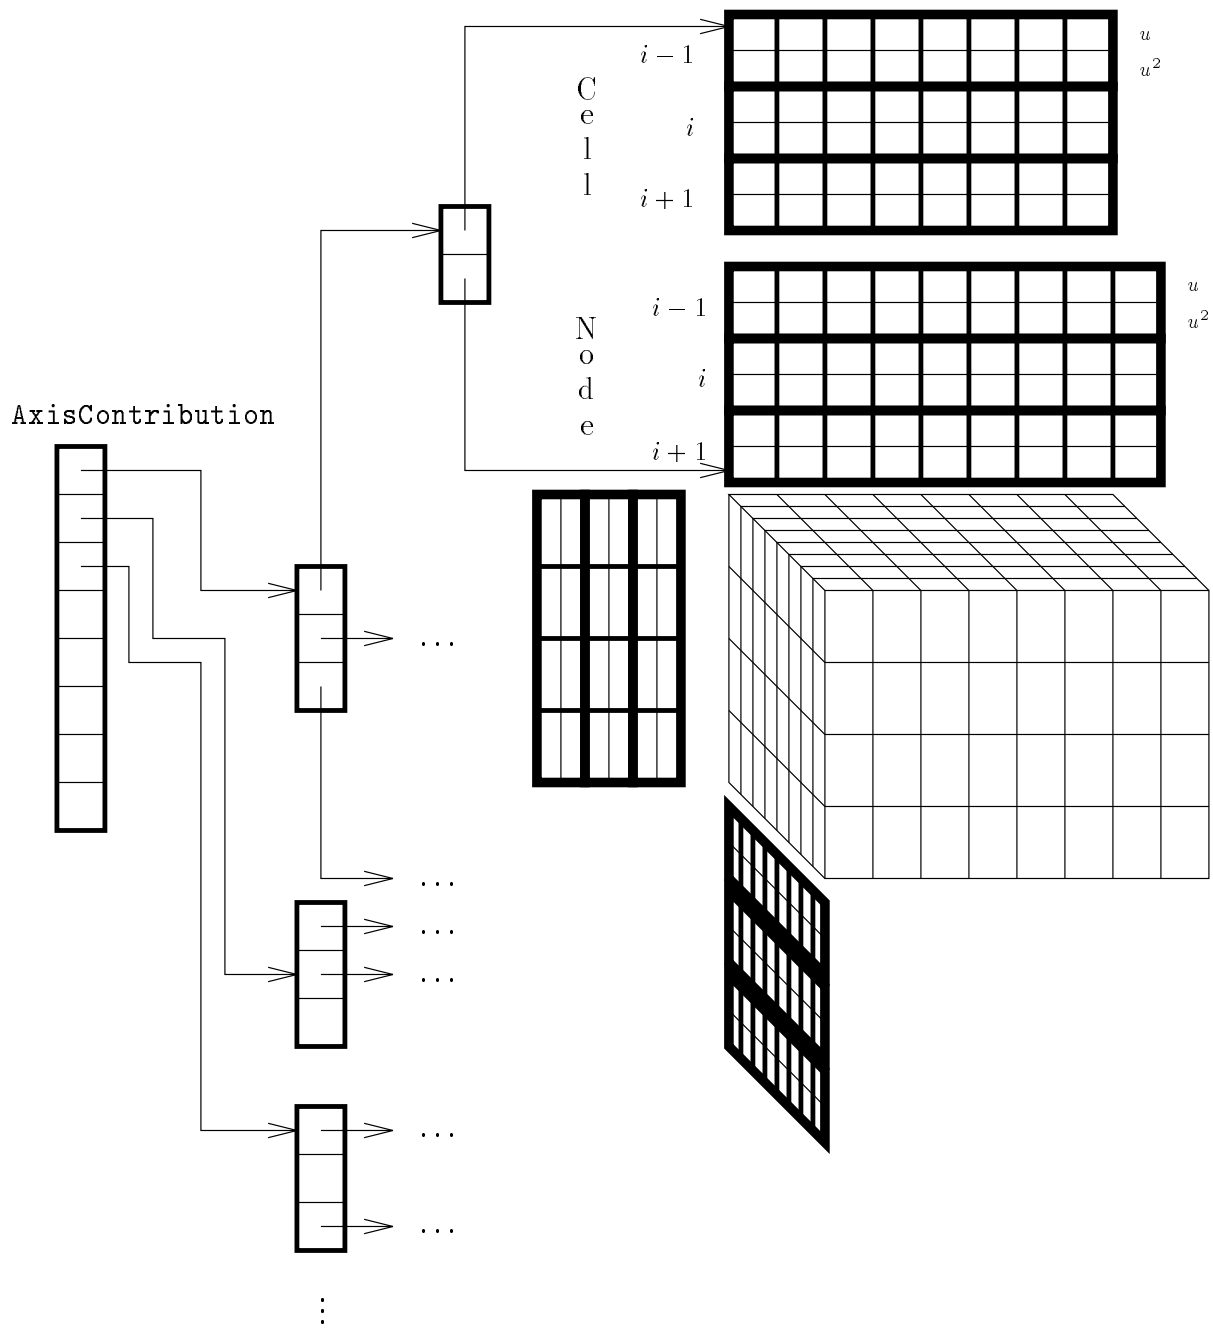 u
i − 1
u²
C
e
l
l
i
i + 1
u
i − 1
u²
N
o
d
e
i
i + 1
AxisContribution
...
...
...
...
...
...
⋮